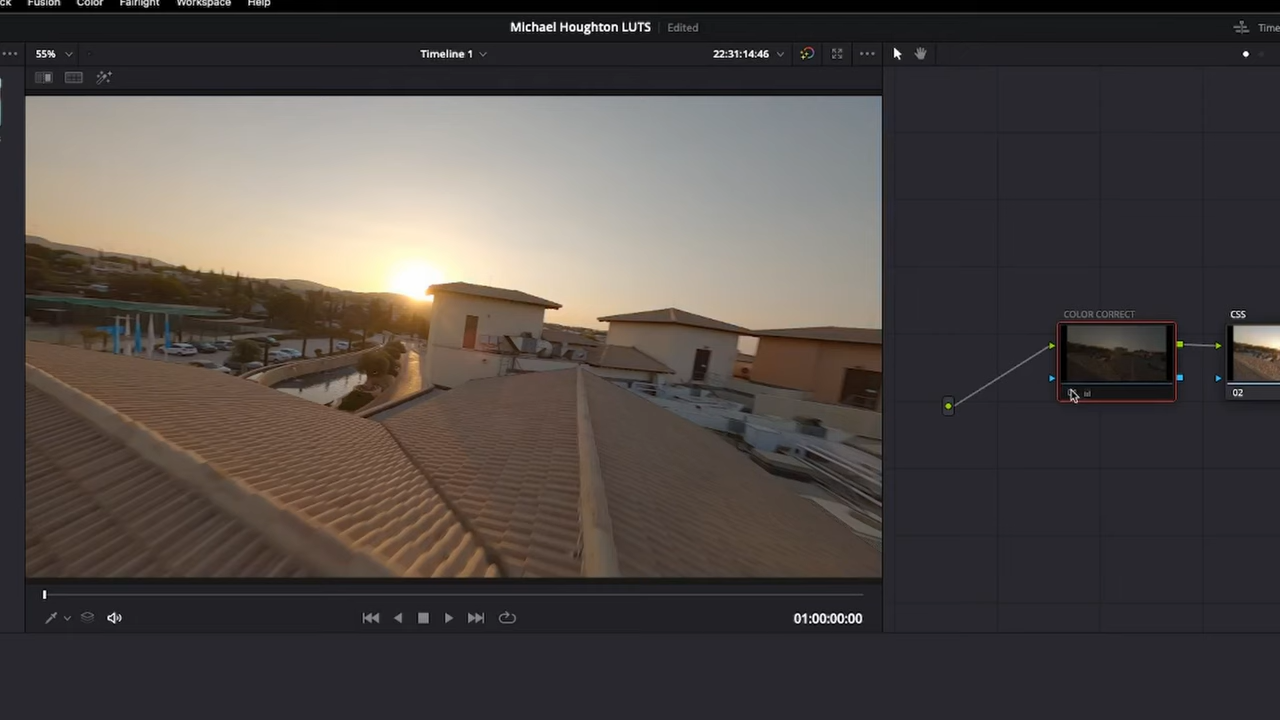 ck Fusion Color Fairlight Workspace Help
Michael Houghton LUTS Edited
Time
55% Timeline 1 22:31:14:46
COLOR CORRECT
CSS
02
01:00:00:00